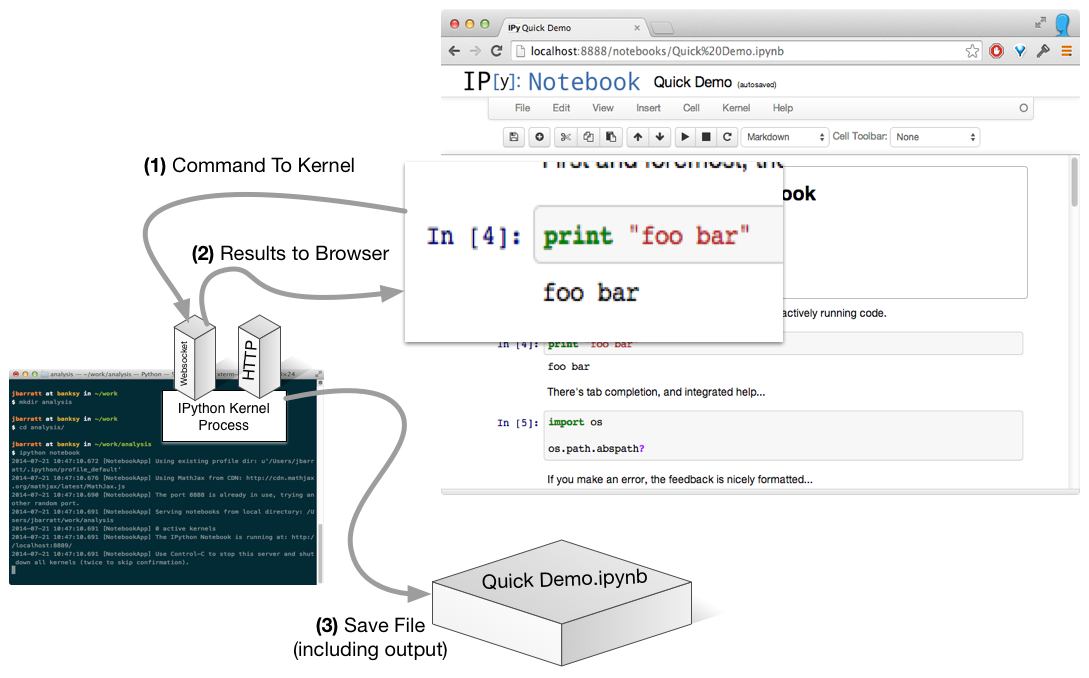 IPy Quick Demo
localhost:8888/notebooks/Quick%20Demo.ipynb
IP[y]: Notebook Quick Demo (autosaved)
File Edit View Insert Cell Kernel Help
Markdown Cell Toolbar: None
(1) Command To Kernel
First and foremost, the
ook
In [4]: print "foo bar"
foo bar
(2) Results to Browser
actively running code.
In [4]: print "foo bar"
foo bar
There's tab completion, and integrated help...
In [5]: import os
os.path.abspath?
If you make an error, the feedback is nicely formatted...
Websocket
HTTP
IPython Kernel
Process
analysis — ~/work/analysis — Python — xterm- =24
jbarratt at banksy in ~/work
$ mkdir analysis
jbarratt at banksy in ~/work
$ cd analysis/
jbarratt at banksy in ~/work/analysis
$ ipython notebook
2014-07-21 10:47:10.672 [NotebookApp] Using existing profile dir: u'/Users/jbarr
att/.ipython/profile_default'
2014-07-21 10:47:10.676 [NotebookApp] Using MathJax from CDN: http://cdn.mathjax
.org/mathjax/latest/MathJax.js
2014-07-21 10:47:10.690 [NotebookApp] The port 8888 is already in use, trying an
other random port.
2014-07-21 10:47:10.691 [NotebookApp] Serving notebooks from local directory: /U
sers/jbarratt/work/analysis
2014-07-21 10:47:10.691 [NotebookApp] 0 active kernels
2014-07-21 10:47:10.691 [NotebookApp] The IPython Notebook is running at: http:/
/localhost:8889/
2014-07-21 10:47:10.691 [NotebookApp] Use Control-C to stop this server and shut
down all kernels (twice to skip confirmation).
Quick Demo.ipynb
(3) Save File
(including output)